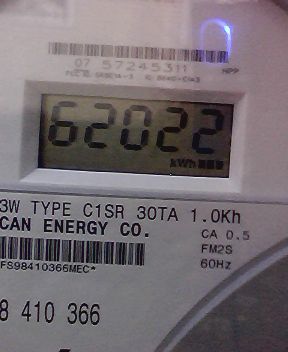 07 57245311
NPP
62022
kWh
3W TYPE C1SR 30TA 1.0Kh
CAN ENERGY CO.
CA 0.5
FM2S
60Hz
FS98410366MEC*
8 410 366